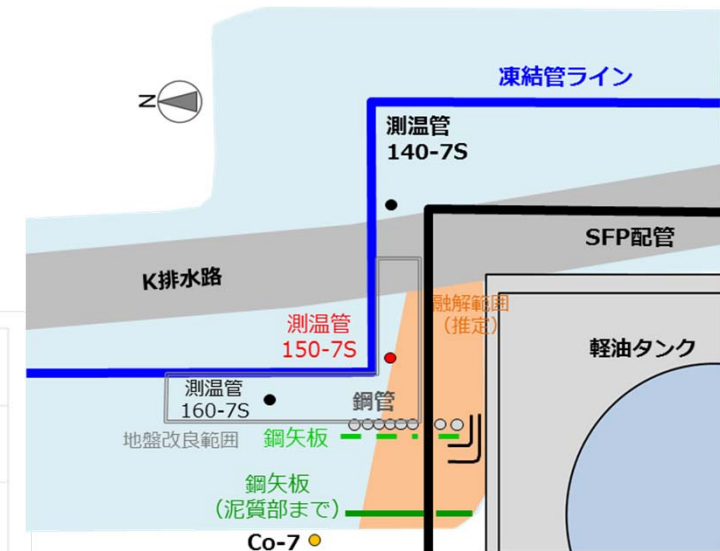 凍結管ライン
N
測温管
140-7S
SFP配管
K排水路
融解範囲
（推定）
測温管
150-7S
軽油タンク
測温管
160-7S
鋼管
地盤改良範囲
鋼矢板
鋼矢板
（泥質部まで）
Co-7